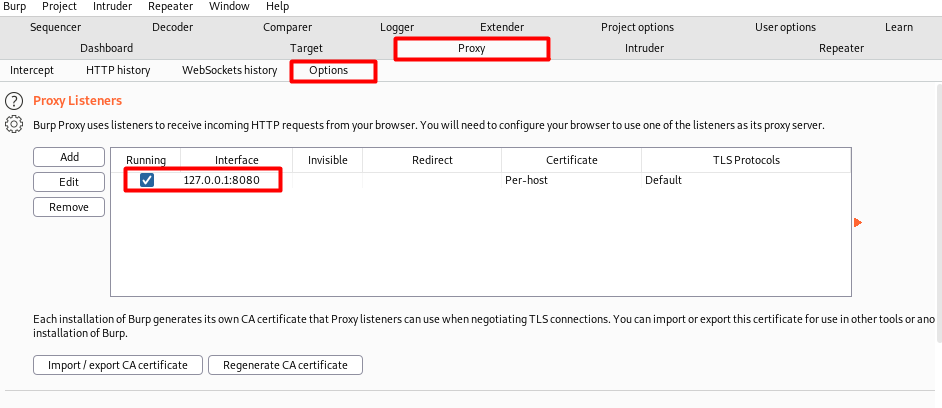 Burp Project Intruder Repeater Window Help
Sequencer Decoder Comparer Logger Extender Project options User options Learn
Dashboard Target Proxy Intruder Repeater
Intercept HTTP history WebSockets history Options
? Proxy Listeners
Burp Proxy uses listeners to receive incoming HTTP requests from your browser. You will need to configure your browser to use one of the listeners as its proxy server.
Add Running Interface Invisible Redirect Certificate TLS Protocols
Edit 127.0.0.1:8080 Per-host Default
Remove
Each installation of Burp generates its own CA certificate that Proxy listeners can use when negotiating TLS connections. You can import or export this certificate for use in other tools or ano
installation of Burp.
Import / export CA certificate Regenerate CA certificate